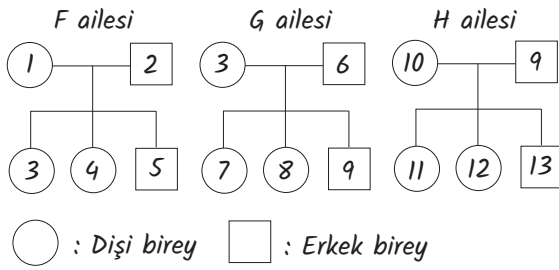 F ailesi G ailesi H ailesi
1 2 3 6 10 9
3 4 5 7 8 9 11 12 13
: Dişi birey : Erkek birey